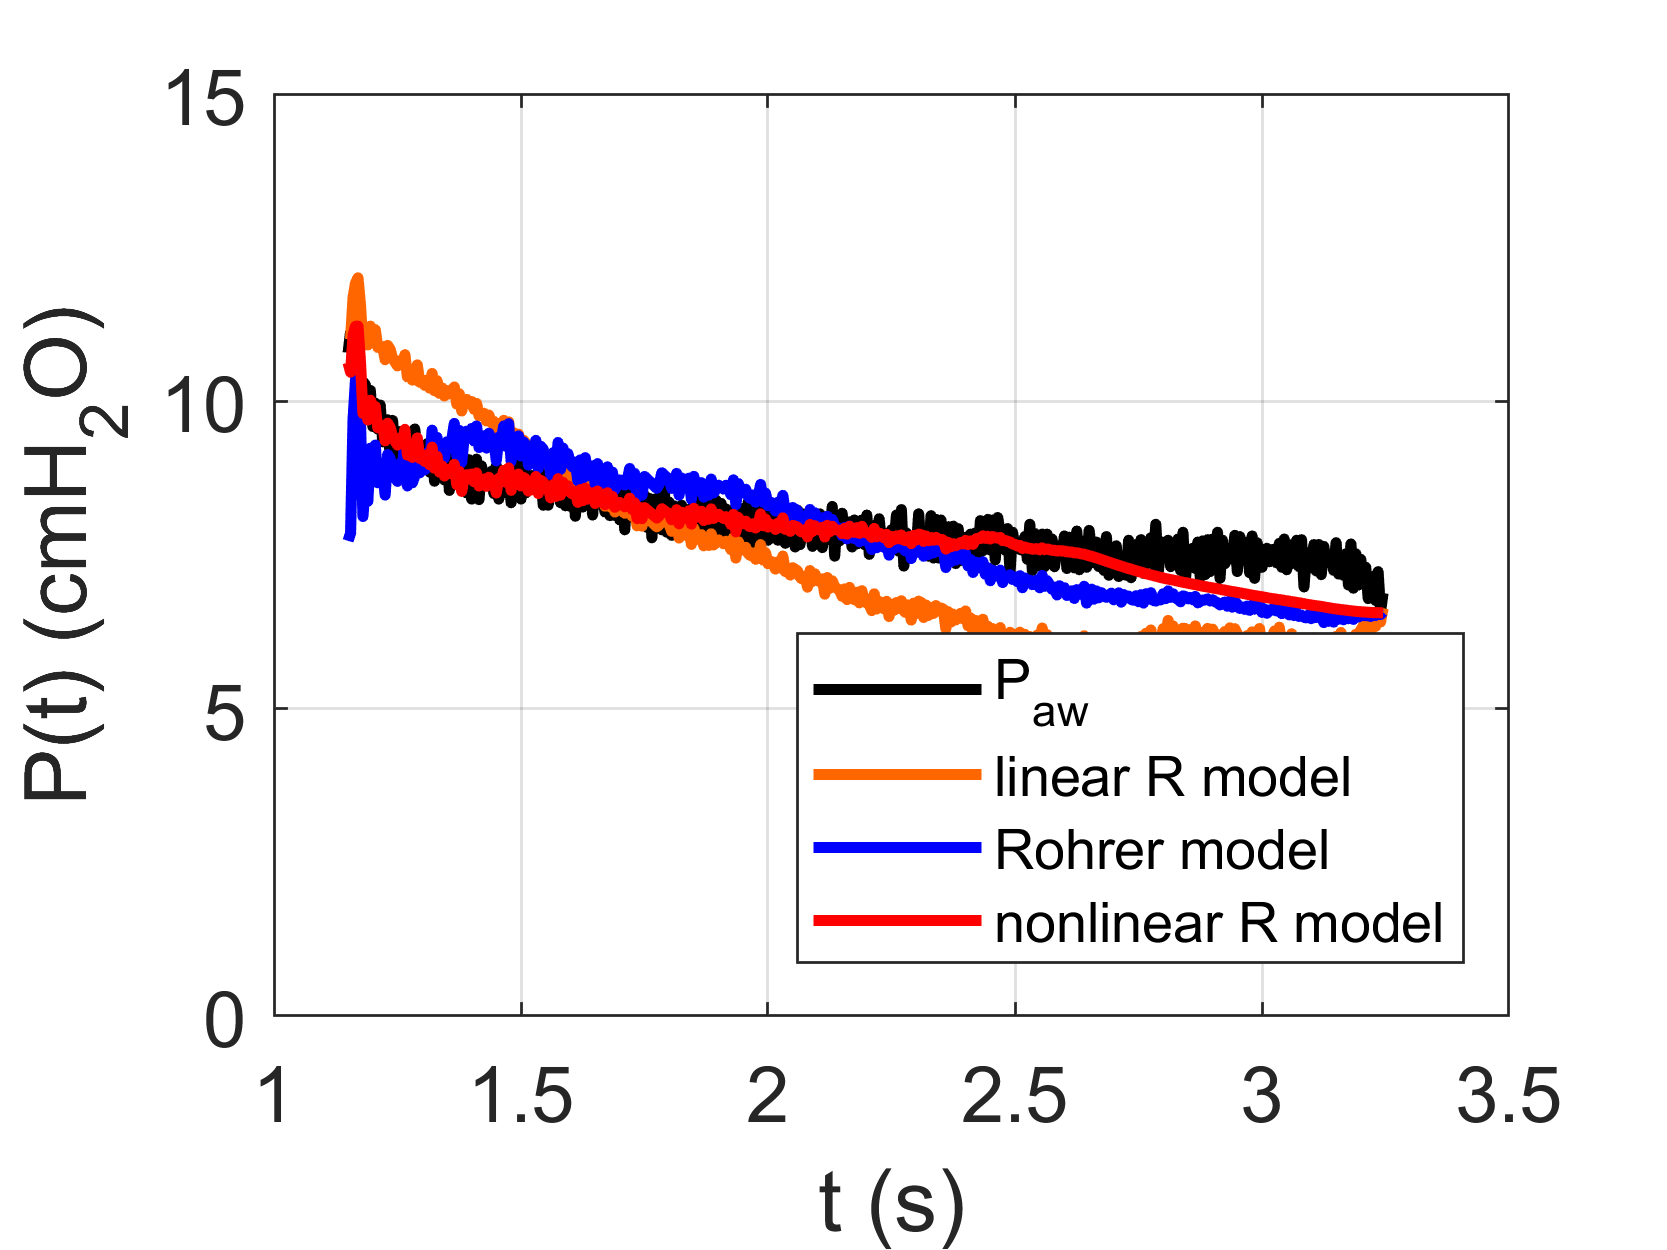 15
10
5
0
P(t) (cmH2O)
1 1.5 2 2.5 3 3.5
t (s)
Paw
linear R model
Rohrer model
nonlinear R model